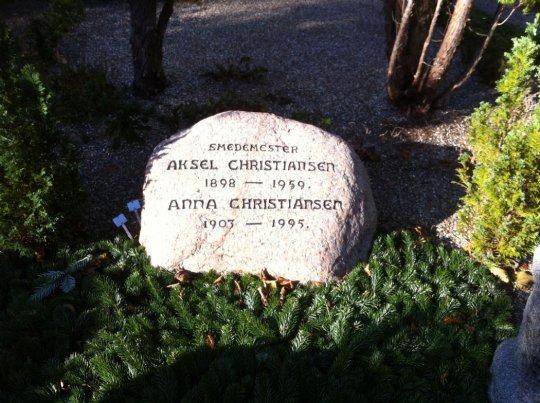 SMEDEMESTER
AKSEL CHRISTIANSEN
1898 — 1959.
ANNA CHRISTIANSEN
1903 — 1995.